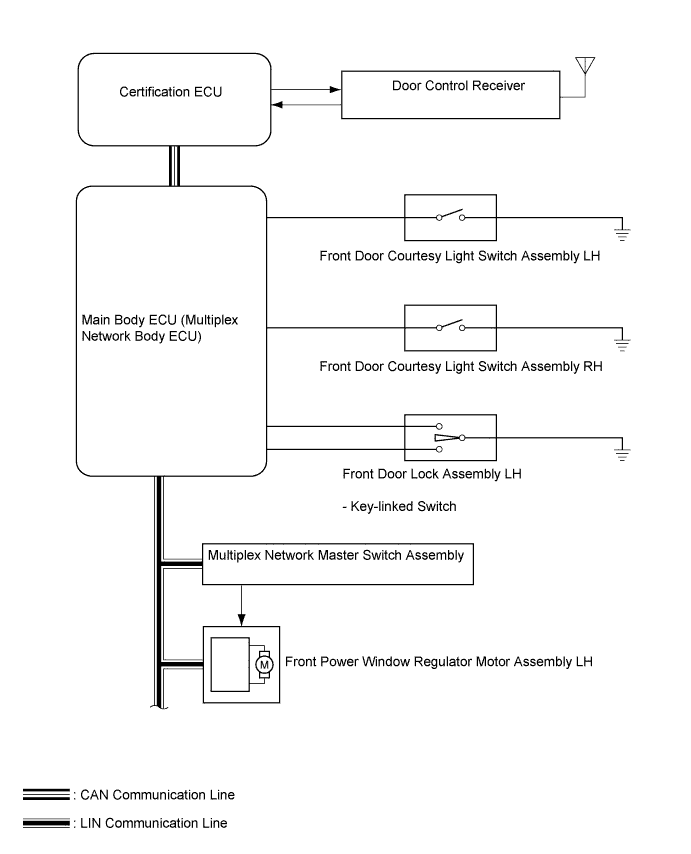 Certification ECU
Door Control Receiver
Front Door Courtesy Light Switch Assembly LH
Main Body ECU (Multiplex
Network Body ECU)
Front Door Courtesy Light Switch Assembly RH
Front Door Lock Assembly LH
- Key-linked Switch
Multiplex Network Master Switch Assembly
M
Front Power Window Regulator Motor Assembly LH
: CAN Communication Line
: LIN Communication Line